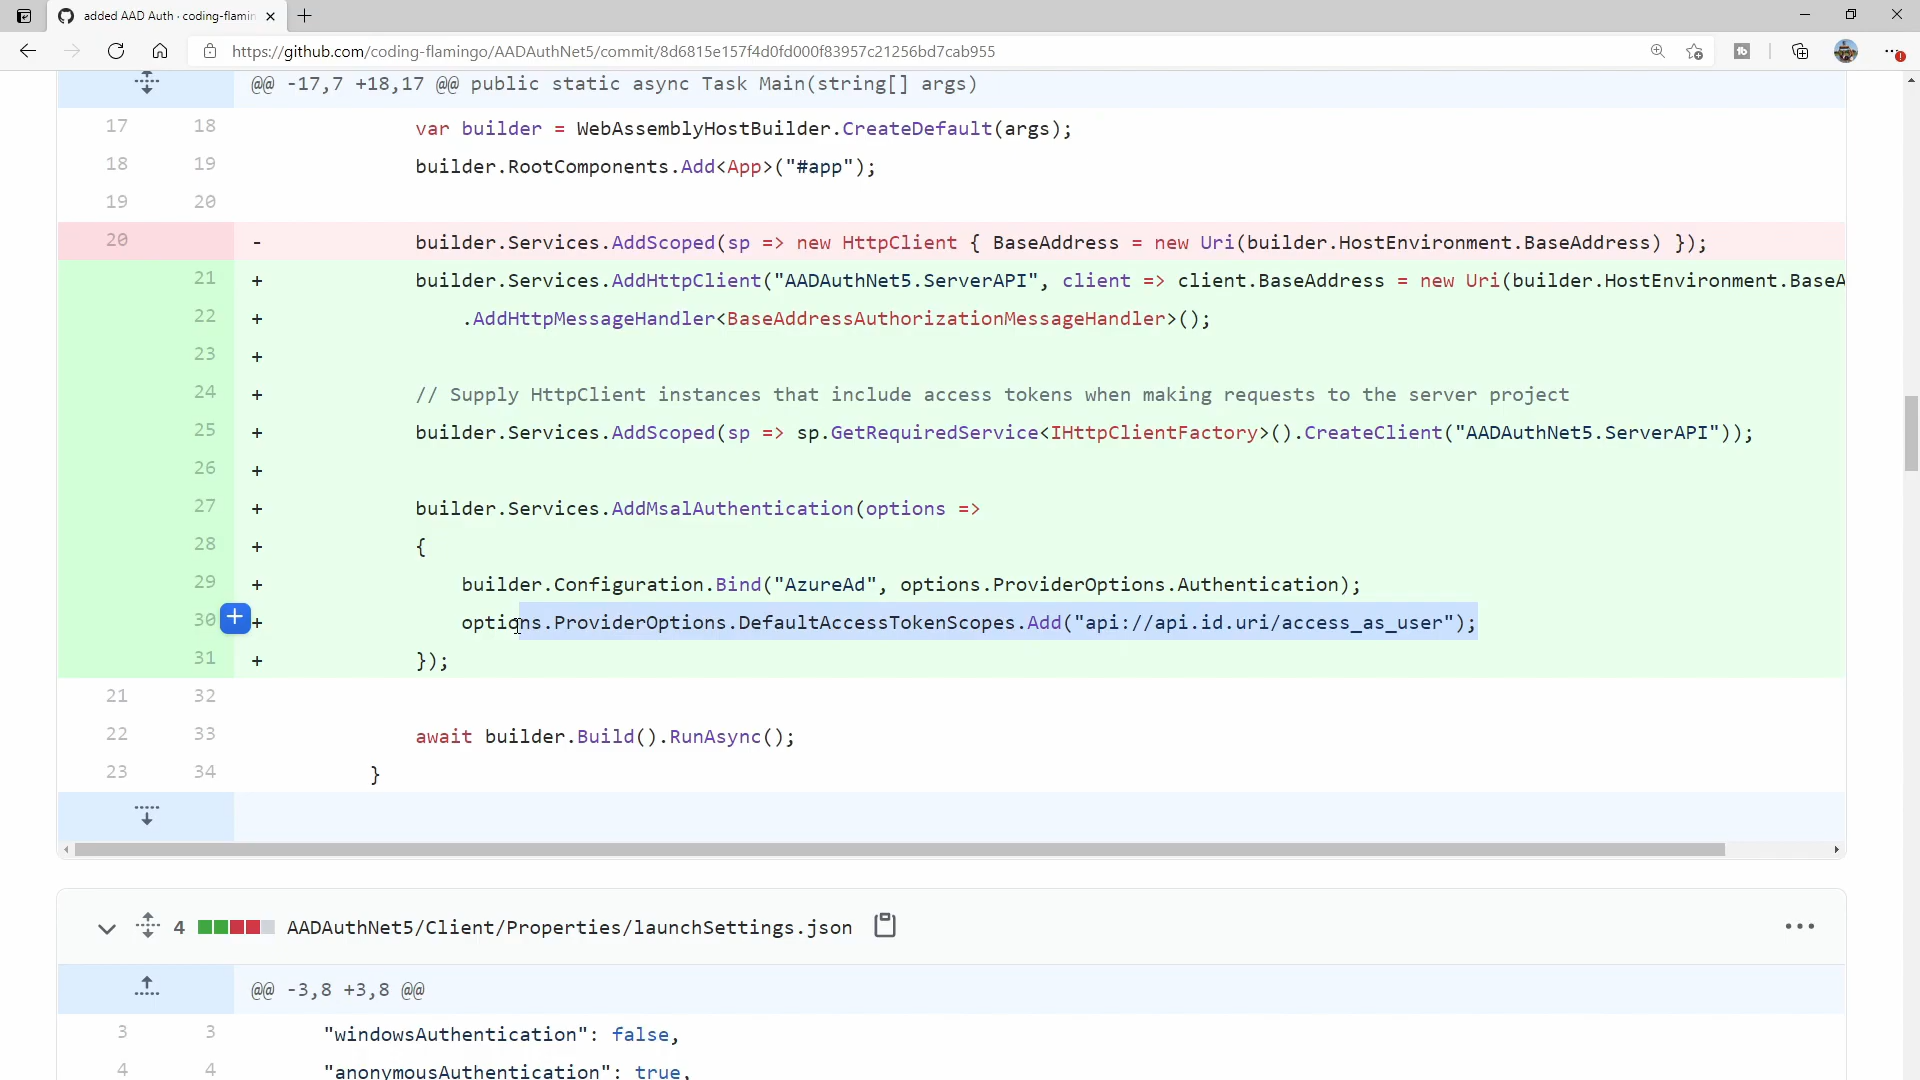 added AAD Auth · coding-flamin
https://github.com/coding-flamingo/AADAuthNet5/commit/8d6815e157f4d0fd000f83957c21256bd7cab955
@@ -17,7 +18,17 @@ public static async Task Main(string[] args)
17 18 var builder = WebAssemblyHostBuilder.CreateDefault(args);
18 19 builder.RootComponents.Add<App>("#app");
19 20
20 - builder.Services.AddScoped(sp => new HttpClient { BaseAddress = new Uri(builder.HostEnvironment.BaseAddress) });
21 + builder.Services.AddHttpClient("AADAuthNet5.ServerAPI", client => client.BaseAddress = new Uri(builder.HostEnvironment.BaseA
22 + .AddHttpMessageHandler<BaseAddressAuthorizationMessageHandler>();
23 +
24 + // Supply HttpClient instances that include access tokens when making requests to the server project
25 + builder.Services.AddScoped(sp => sp.GetRequiredService<IHttpClientFactory>().CreateClient("AADAuthNet5.ServerAPI"));
26 +
27 + builder.Services.AddMsalAuthentication(options =>
28 + {
29 + builder.Configuration.Bind("AzureAd", options.ProviderOptions.Authentication);
30 + options.ProviderOptions.DefaultAccessTokenScopes.Add("api://api.id.uri/access_as_user");
31 + });
21 32
22 33 await builder.Build().RunAsync();
23 34 }
4 AADAuthNet5/Client/Properties/launchSettings.json
@@ -3,8 +3,8 @@
3 3 "windowsAuthentication": false,
4 4 "anonymousAuthentication": true,